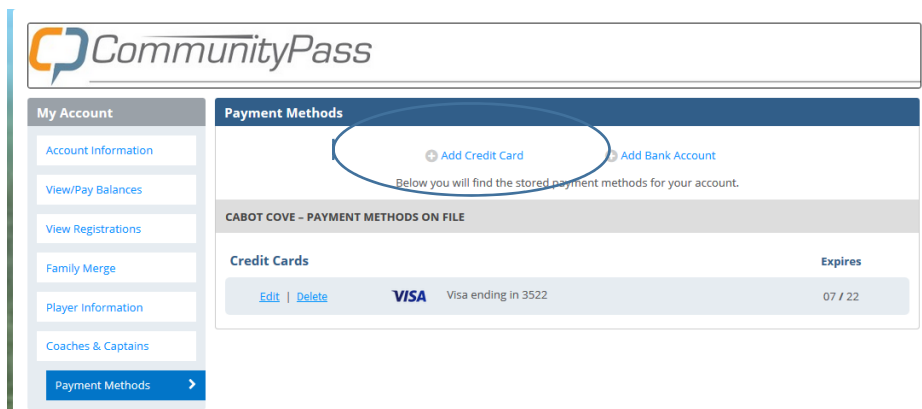 CommunityPass
My Account
Account Information
View/Pay Balances
View Registrations
Family Merge
Player Information
Coaches & Captains
Payment Methods
Payment Methods
Add Credit Card
Add Bank Account
Below you will find the stored payment methods for your account.
CABOT COVE – PAYMENT METHODS ON FILE
Credit Cards Expires
Edit | Delete VISA Visa ending in 3522 07 / 22